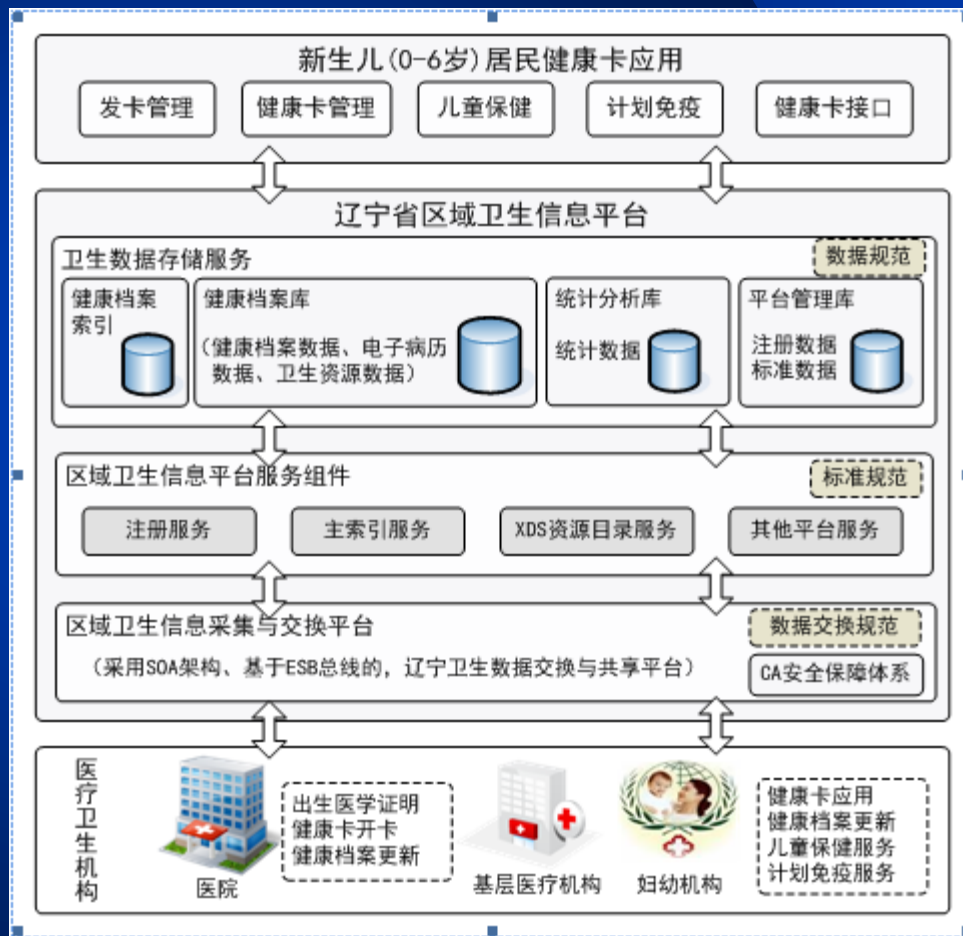 新生儿(0-6岁)居民健康卡应用
发卡管理
健康卡管理
儿童保健
计划免疫
健康卡接口
辽宁省区域卫生信息平台
卫生数据存储服务
数据规范
健康档案
索引
健康档案库
(健康档案数据、电子病历
数据、卫生资源数据)
统计分析库
统计数据
平台管理库
注册数据
标准数据
区域卫生信息平台服务组件
标准规范
注册服务
主索引服务
XDS资源目录服务
其他平台服务
区域卫生信息采集与交换平台
数据交换规范
(采用SOA架构、基于ESB总线的，辽宁卫生数据交换与共享平台)
CA安全保障体系
医疗卫生机构
医院
出生医学证明
健康卡开卡
健康档案更新
基层医疗机构
妇幼机构
健康卡应用
健康档案更新
儿童保健服务
计划免疫服务